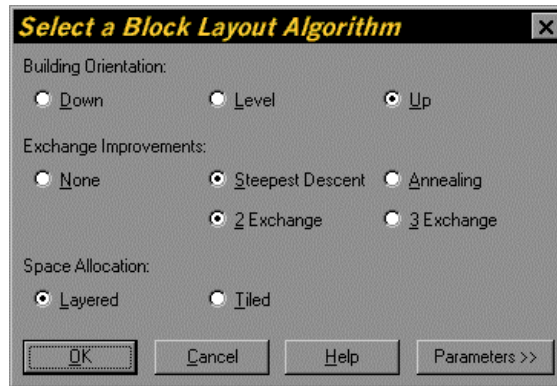 Select a Block Layout Algorithm
Building Orientation:
Down Level Up
Exchange Improvements:
None Steepest Descent Annealing
2 Exchange 3 Exchange
Space Allocation:
Layered Tiled
OK Cancel Help Parameters >>